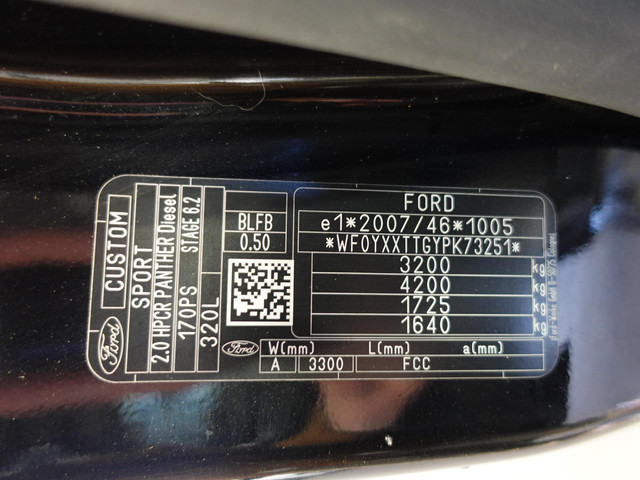 CUSTOM
SPORT
2.0 HPCR PANTHER Diesel
170PS STAGE 6.2
320L
Ford
BLFB
0.50
FORD
e1*2007/46*1005
*WF0YXXTTGYPK73251*
3200 kg
4200 kg
1725 kg
1640 kg
Ford
W(mm) L(mm) a(mm)
A 3300 FCC